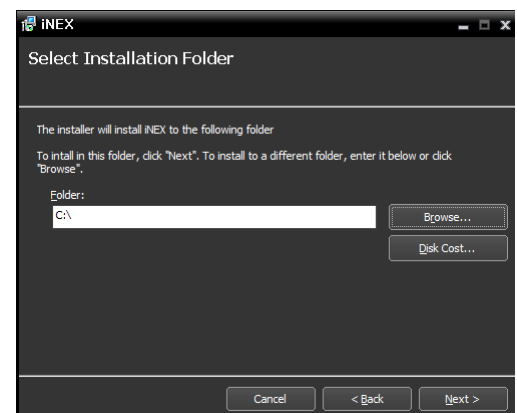 iNEX
Select Installation Folder
The installer will install iNEX to the following folder
To intall in this folder, click "Next". To install to a different folder, enter it below or click
"Browse".
Folder:
C:\
Browse...
Disk Cost...
Cancel
< Back
Next >